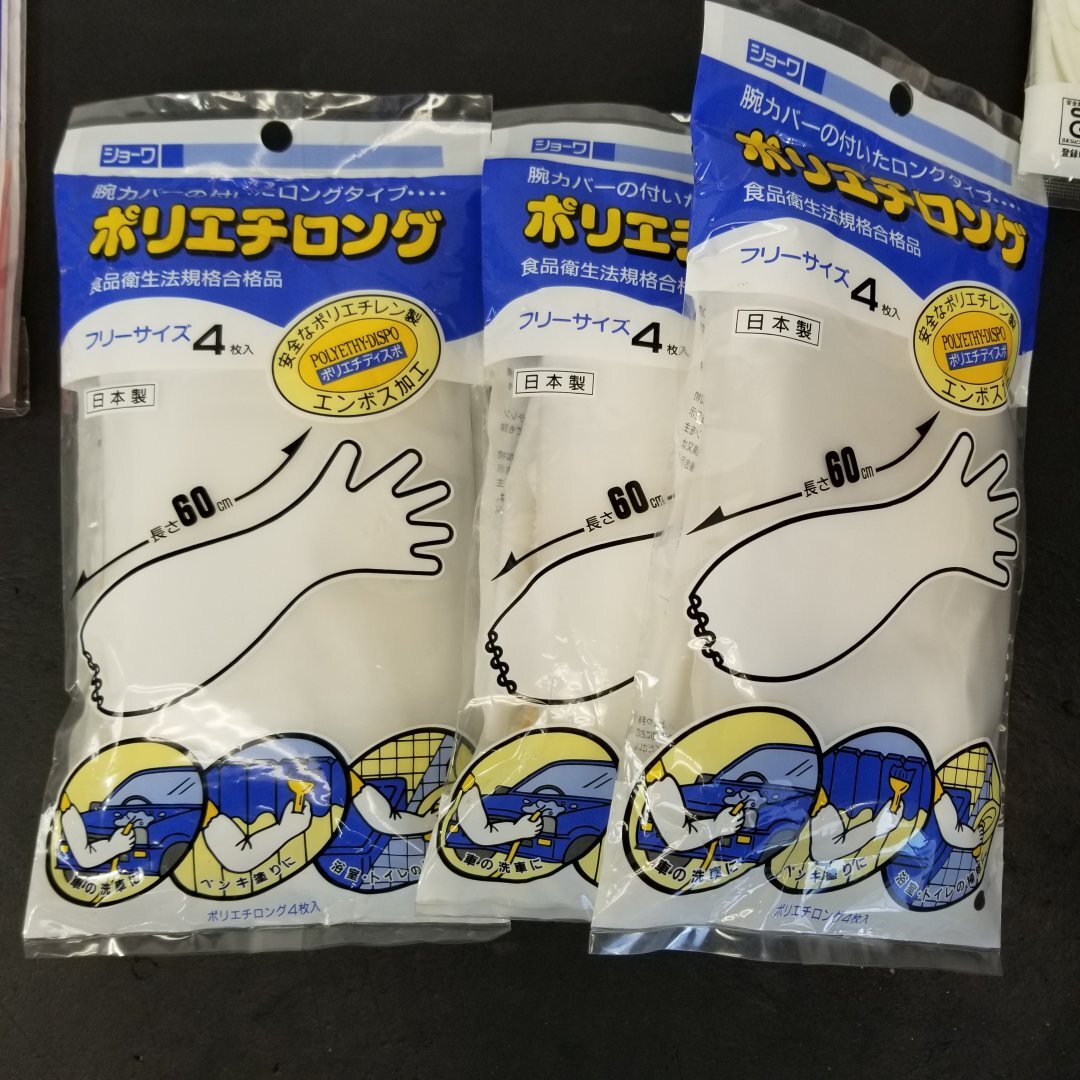 ショーワ
腕カバーの付いたロングタイプ‥‥
ポリエチロング
食品衛生法規格合格品
フリーサイズ 4 枚入
日本製
安全なポリエチレン製
POLYETHY-DISPO
ポリエチディスポ
エンボス加工
長さ60cm
車の洗車に
ペンキ塗りに
浴室・トイレの
ポリエチロング4枚入
ショーワ
腕カバーの付いた
ポリエチ
食品衛生法規格合格
フリーサイズ 4 枚入
日本製
長さ60cm
車の洗車に
ショーワ
腕カバーの付いたロングタイプ‥‥
ポリエチロング
食品衛生法規格合格品
フリーサイズ 4 枚入
日本製
安全なポリエチレン製
POLYETHY-DISPO
ポリエチディスポ
エンボス加工
長さ60cm
車の洗車に
ペンキ塗りに
浴室・トイレの
ポリエチロング4枚入